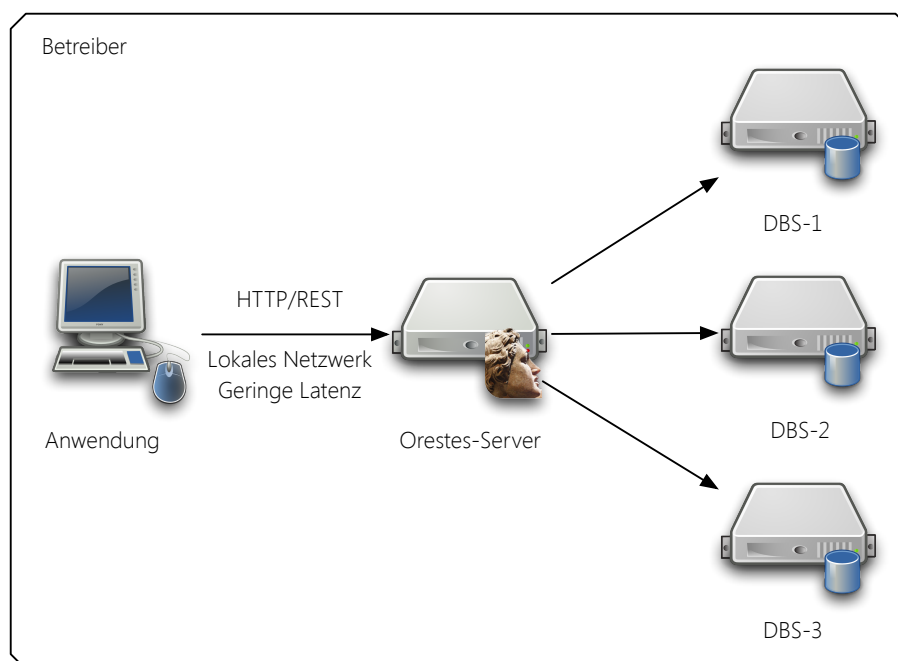 Betreiber
DBS-1
HTTP/REST
Lokales Netzwerk
Geringe Latenz
Anwendung
Orestes-Server
DBS-2
DBS-3